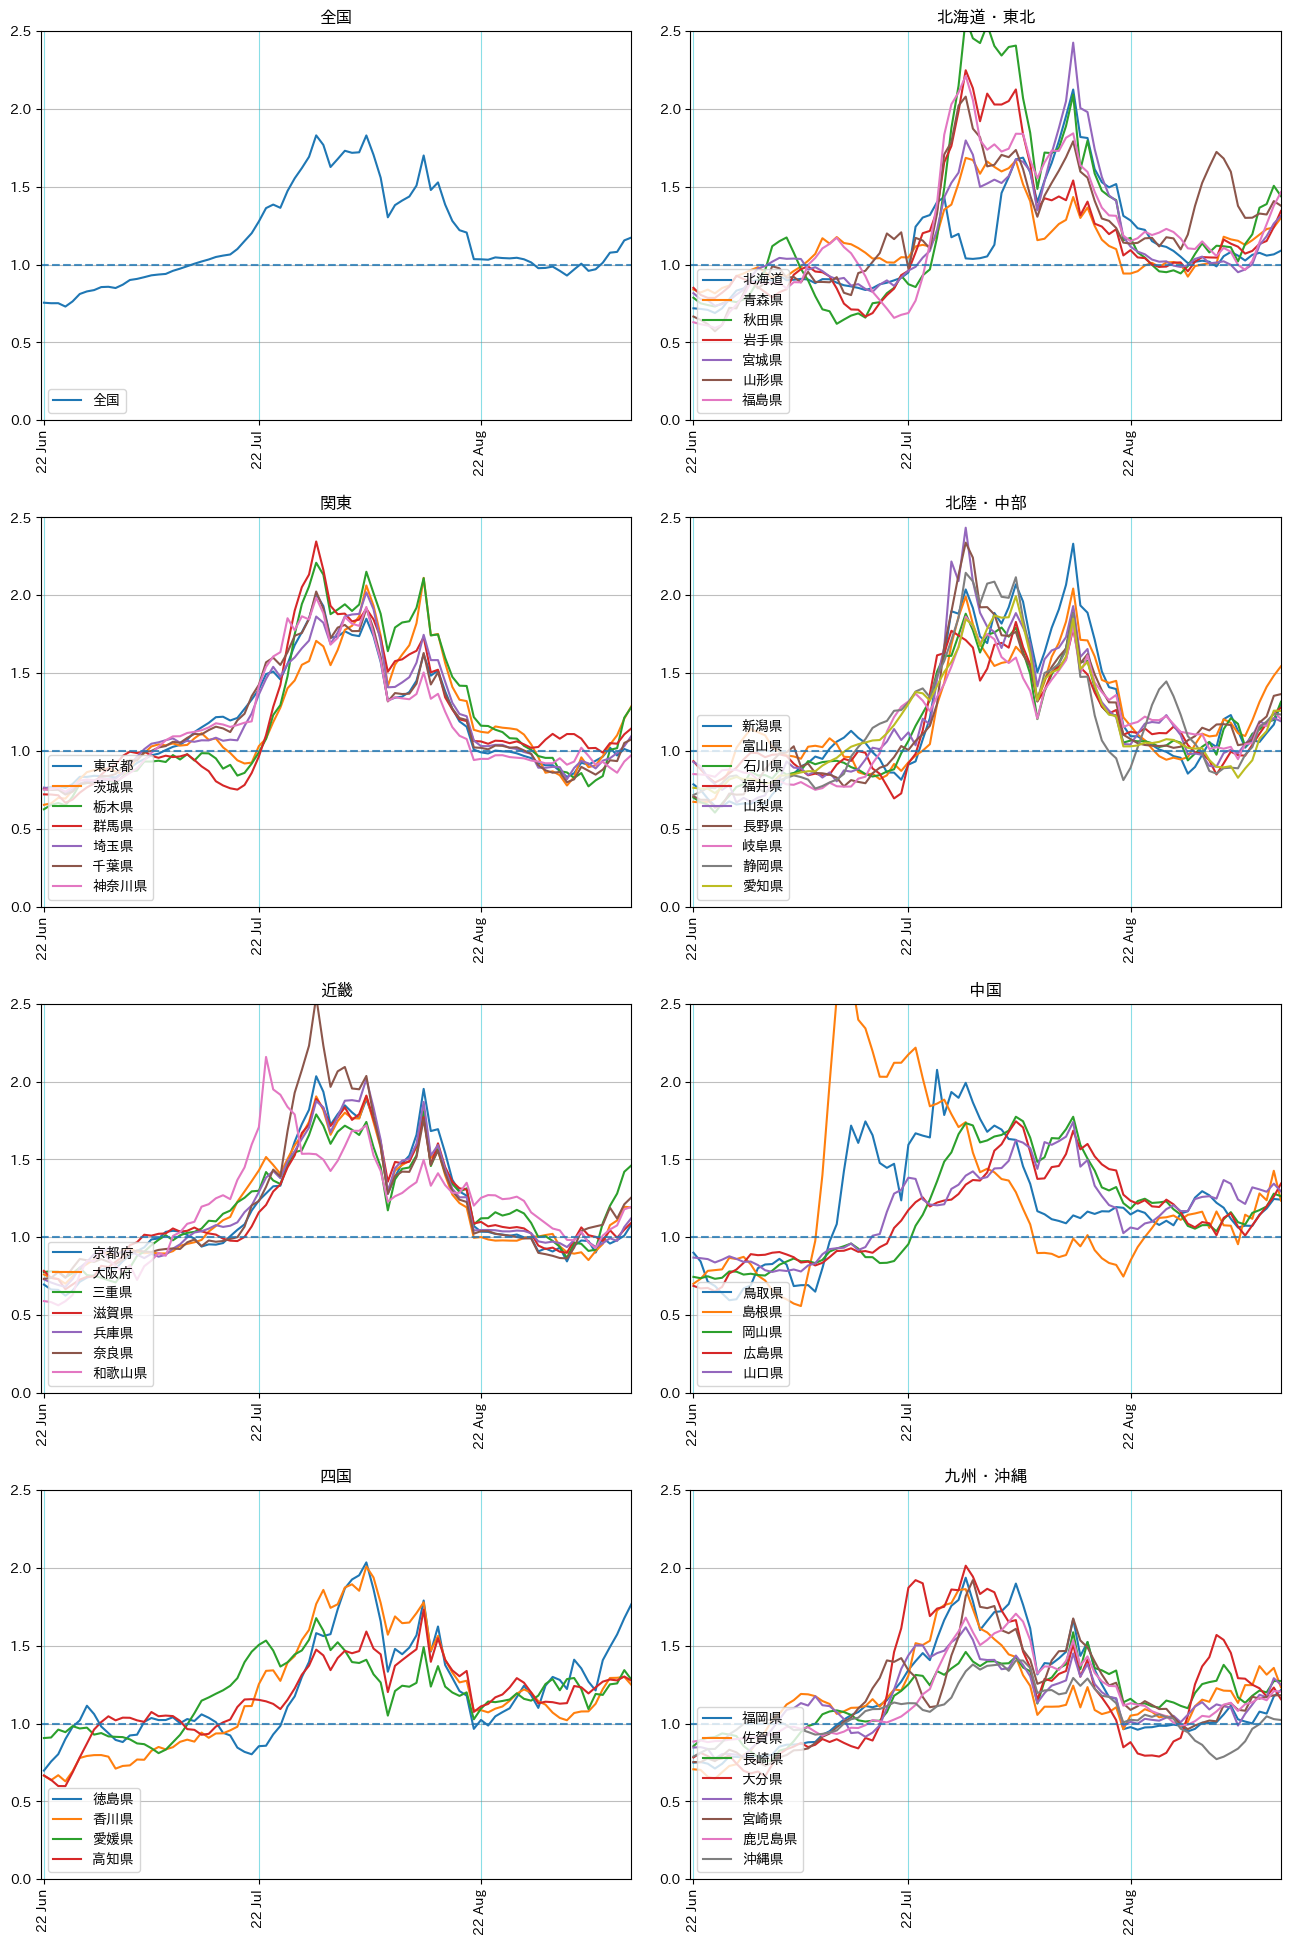 全国
2.5
2.0
1.5
1.0
0.5
0.0
全国
22 Jun
22 Jul
22 Aug
北海道・東北
2.5
2.0
1.5
1.0
0.5
0.0
北海道
青森県
秋田県
岩手県
宮城県
山形県
福島県
22 Jun
22 Jul
22 Aug
関東
2.5
2.0
1.5
1.0
0.5
0.0
東京都
茨城県
栃木県
群馬県
埼玉県
千葉県
神奈川県
22 Jun
22 Jul
22 Aug
北陸・中部
2.5
2.0
1.5
1.0
0.5
0.0
新潟県
富山県
石川県
福井県
山梨県
長野県
岐阜県
静岡県
愛知県
22 Jun
22 Jul
22 Aug
近畿
2.5
2.0
1.5
1.0
0.5
0.0
京都府
大阪府
三重県
滋賀県
兵庫県
奈良県
和歌山県
22 Jun
22 Jul
22 Aug
中国
2.5
2.0
1.5
1.0
0.5
0.0
鳥取県
島根県
岡山県
広島県
山口県
22 Jun
22 Jul
22 Aug
四国
2.5
2.0
1.5
1.0
0.5
0.0
徳島県
香川県
愛媛県
高知県
22 Jun
22 Jul
22 Aug
九州・沖縄
2.5
2.0
1.5
1.0
0.5
0.0
福岡県
佐賀県
長崎県
大分県
熊本県
宮崎県
鹿児島県
沖縄県
22 Jun
22 Jul
22 Aug